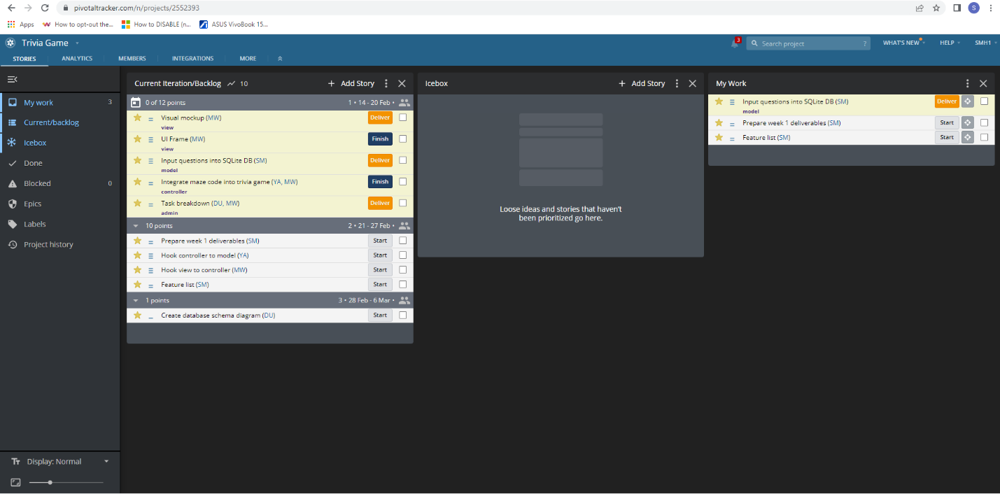 pivotaltracker.com/n/projects/2552393
S
Apps How to opt-out the... How to DISABLE (n... ASUS VivoBook 15...
Trivia Game
3
Search project ?
WHAT'S NEW HELP SMH1
STORIES ANALYTICS MEMBERS INTEGRATIONS MORE
My work 3
Current/backlog
Icebox
Done
Blocked 0
Epics
Labels
Project history
Display: Normal
Current Iteration/Backlog 10 + Add Story
0 of 12 points 1 • 14 - 20 Feb •
Visual mockup (MW) Deliver
view
UI Frame (MW) Finish
view
Input questions into SQLite DB (SM) Deliver
model
Integrate maze code into trivia game (YA, MW) Finish
controller
Task breakdown (DU, MW) Deliver
admin
10 points 2 • 21 - 27 Feb •
Prepare week 1 deliverables (SM) Start
Hook controller to model (YA) Start
Hook view to controller (MW) Start
Feature list (SM) Start
1 points 3 • 28 Feb - 6 Mar •
Create database schema diagram (DU) Start
Icebox + Add Story
Loose ideas and stories that haven't
been prioritized go here.
My Work
Input questions into SQLite DB (SM) Deliver
model
Prepare week 1 deliverables (SM) Start
Feature list (SM) Start